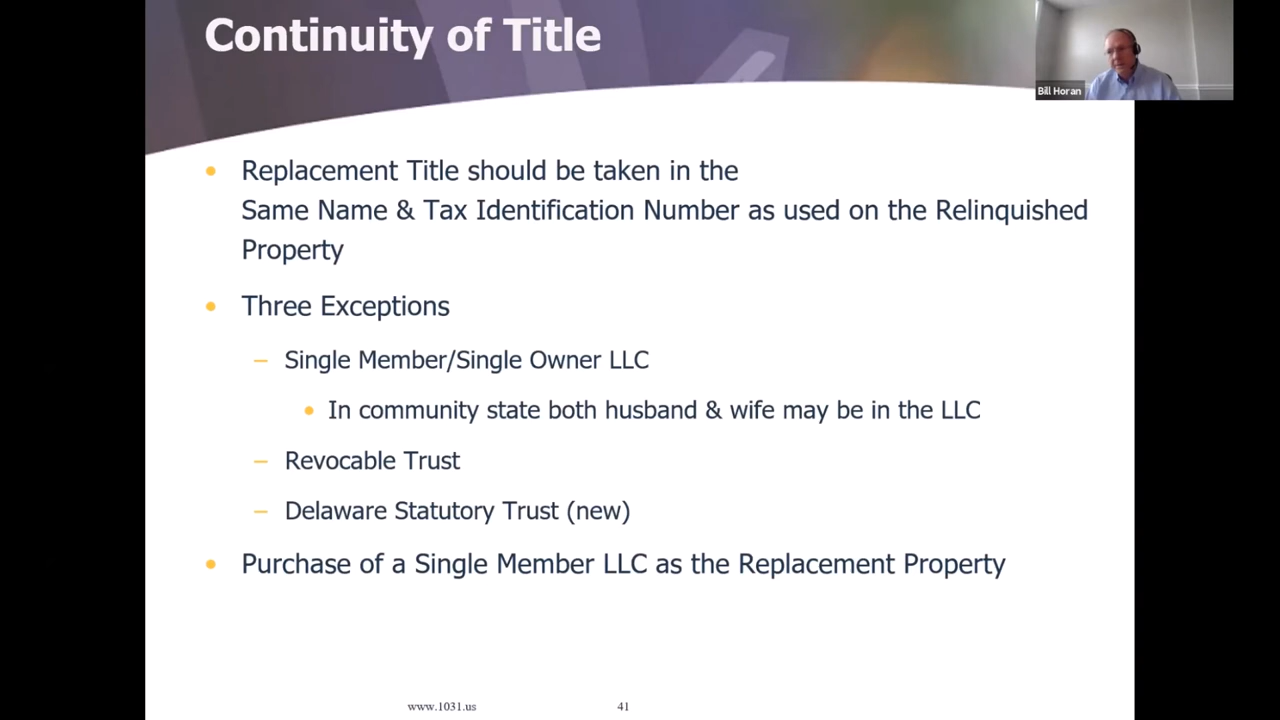 Continuity of Title
Bill Horan
• Replacement Title should be taken in the
Same Name & Tax Identification Number as used on the Relinquished
Property
• Three Exceptions
– Single Member/Single Owner LLC
• In community state both husband & wife may be in the LLC
– Revocable Trust
– Delaware Statutory Trust (new)
• Purchase of a Single Member LLC as the Replacement Property
www.1031.us
41